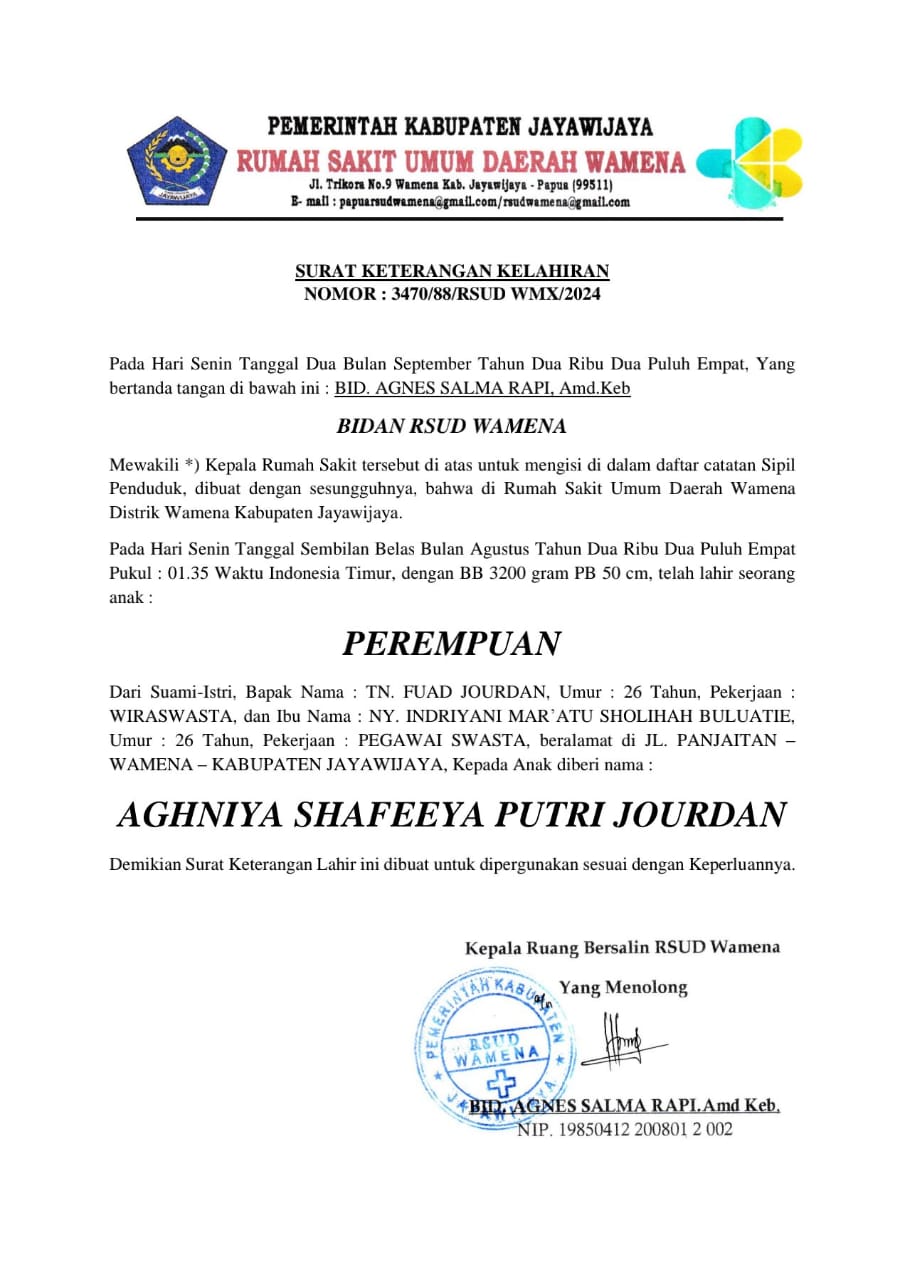 PEMERINTAH KABUPATEN JAYAWIJAYA
RUMAH SAKIT UMUM DAERAH WAMENA
Jl. Trikora No.9 Wamena Kab. Jayawijaya - Papua (99511)
E- mail : papuarsudwamena@gmail.com/rsudwamena@gmail.com
JAYAWIJAYA
SURAT KETERANGAN KELAHIRAN
NOMOR : 3470/88/RSUD WMX/2024
Pada Hari Senin Tanggal Dua Bulan September Tahun Dua Ribu Dua Puluh Empat, Yang
bertanda tangan di bawah ini : BID. AGNES SALMA RAPI, Amd.Keb
BIDAN RSUD WAMENA
Mewakili *) Kepala Rumah Sakit tersebut di atas untuk mengisi di dalam daftar catatan Sipil
Penduduk, dibuat dengan sesungguhnya, bahwa di Rumah Sakit Umum Daerah Wamena
Distrik Wamena Kabupaten Jayawijaya.
Pada Hari Senin Tanggal Sembilan Belas Bulan Agustus Tahun Dua Ribu Dua Puluh Empat
Pukul : 01.35 Waktu Indonesia Timur, dengan BB 3200 gram PB 50 cm, telah lahir seorang
anak :
PEREMPUAN
Dari Suami-Istri, Bapak Nama : TN. FUAD JOURDAN, Umur : 26 Tahun, Pekerjaan :
WIRASWASTA, dan Ibu Nama : NY. INDRIYANI MAR’ATU SHOLIHAH BULUATIE,
Umur : 26 Tahun, Pekerjaan : PEGAWAI SWASTA, beralamat di JL. PANJAITAN –
WAMENA – KABUPATEN JAYAWIJAYA, Kepada Anak diberi nama :
AGHNIYA SHAFEEYA PUTRI JOURDAN
Demikian Surat Keterangan Lahir ini dibuat untuk dipergunakan sesuai dengan Keperluannya.
Kepala Ruang Bersalin RSUD Wamena
Yang Menolong
PEMERINTAH KABUPATEN
RSUD
WAMENA
JAYAWIJAYA
BID. AGNES SALMA RAPI.Amd Keb.
NIP. 19850412 200801 2 002